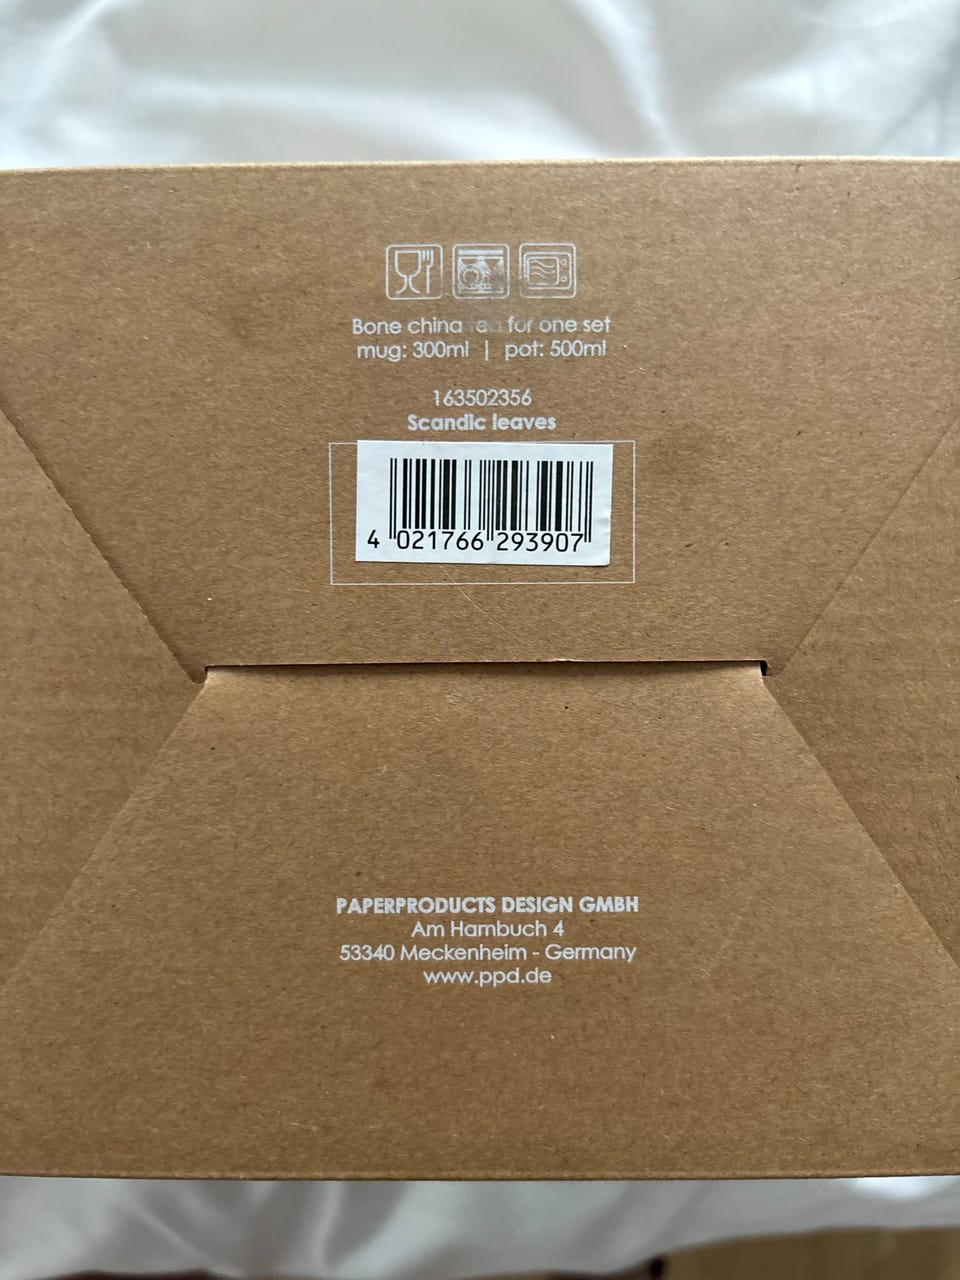 Bone china tea for one set
mug: 300ml | pot: 500ml
163502356
Scandic leaves
4 021766 293907
PAPERPRODUCTS DESIGN GMBH
Am Hambuch 4
53340 Meckenheim - Germany
www.ppd.de